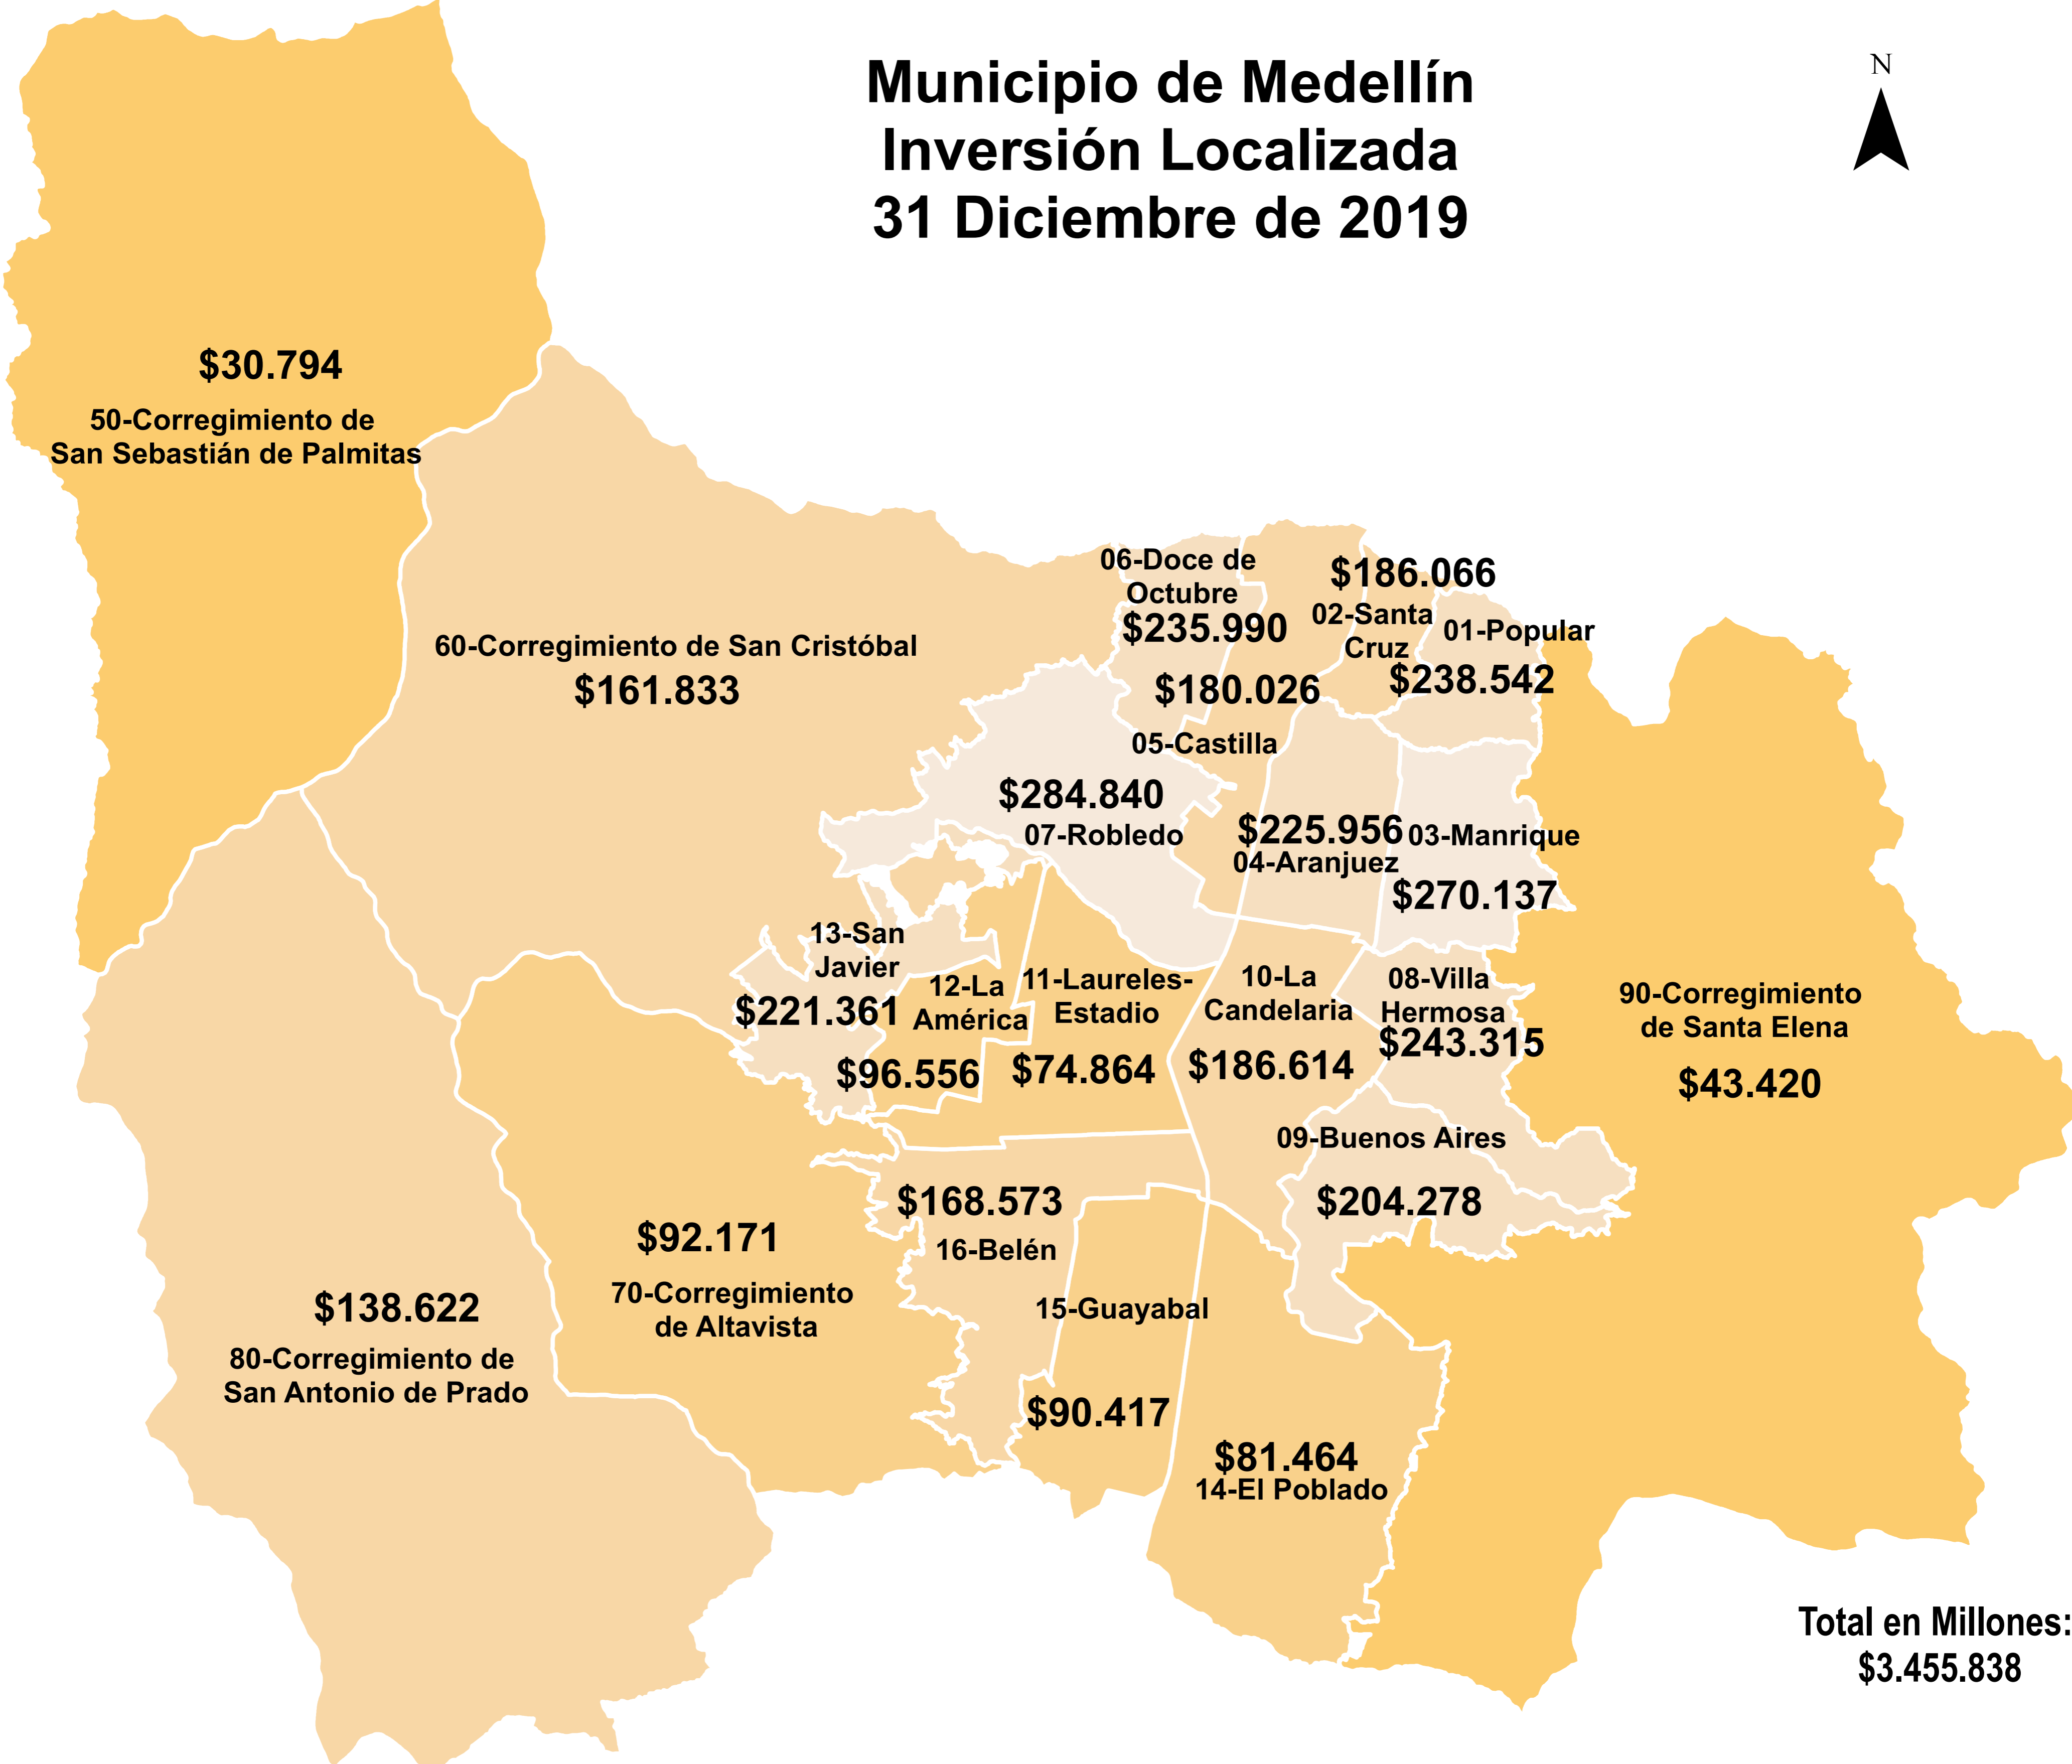 Municipio de Medellín
Inversión Localizada
31 Diciembre de 2019
N
$30.794
50-Corregimiento de
San Sebastián de Palmitas
60-Corregimiento de San Cristóbal
$161.833
06-Doce de
Octubre
$235.990
$186.066
02-Santa
Cruz
01-Popular
$238.542
$180.026
05-Castilla
$284.840
07-Robledo
$225.956
04-Aranjuez
03-Manrique
$270.137
13-San
Javier
$221.361
12-La
América
$96.556
11-Laureles-
Estadio
$74.864
10-La
Candelaria
$186.614
08-Villa
Hermosa
$243.315
90-Corregimiento
de Santa Elena
$43.420
09-Buenos Aires
$204.278
$168.573
16-Belén
$92.171
70-Corregimiento
de Altavista
15-Guayabal
$90.417
$138.622
80-Corregimiento de
San Antonio de Prado
$81.464
14-El Poblado
Total en Millones:
$3.455.838